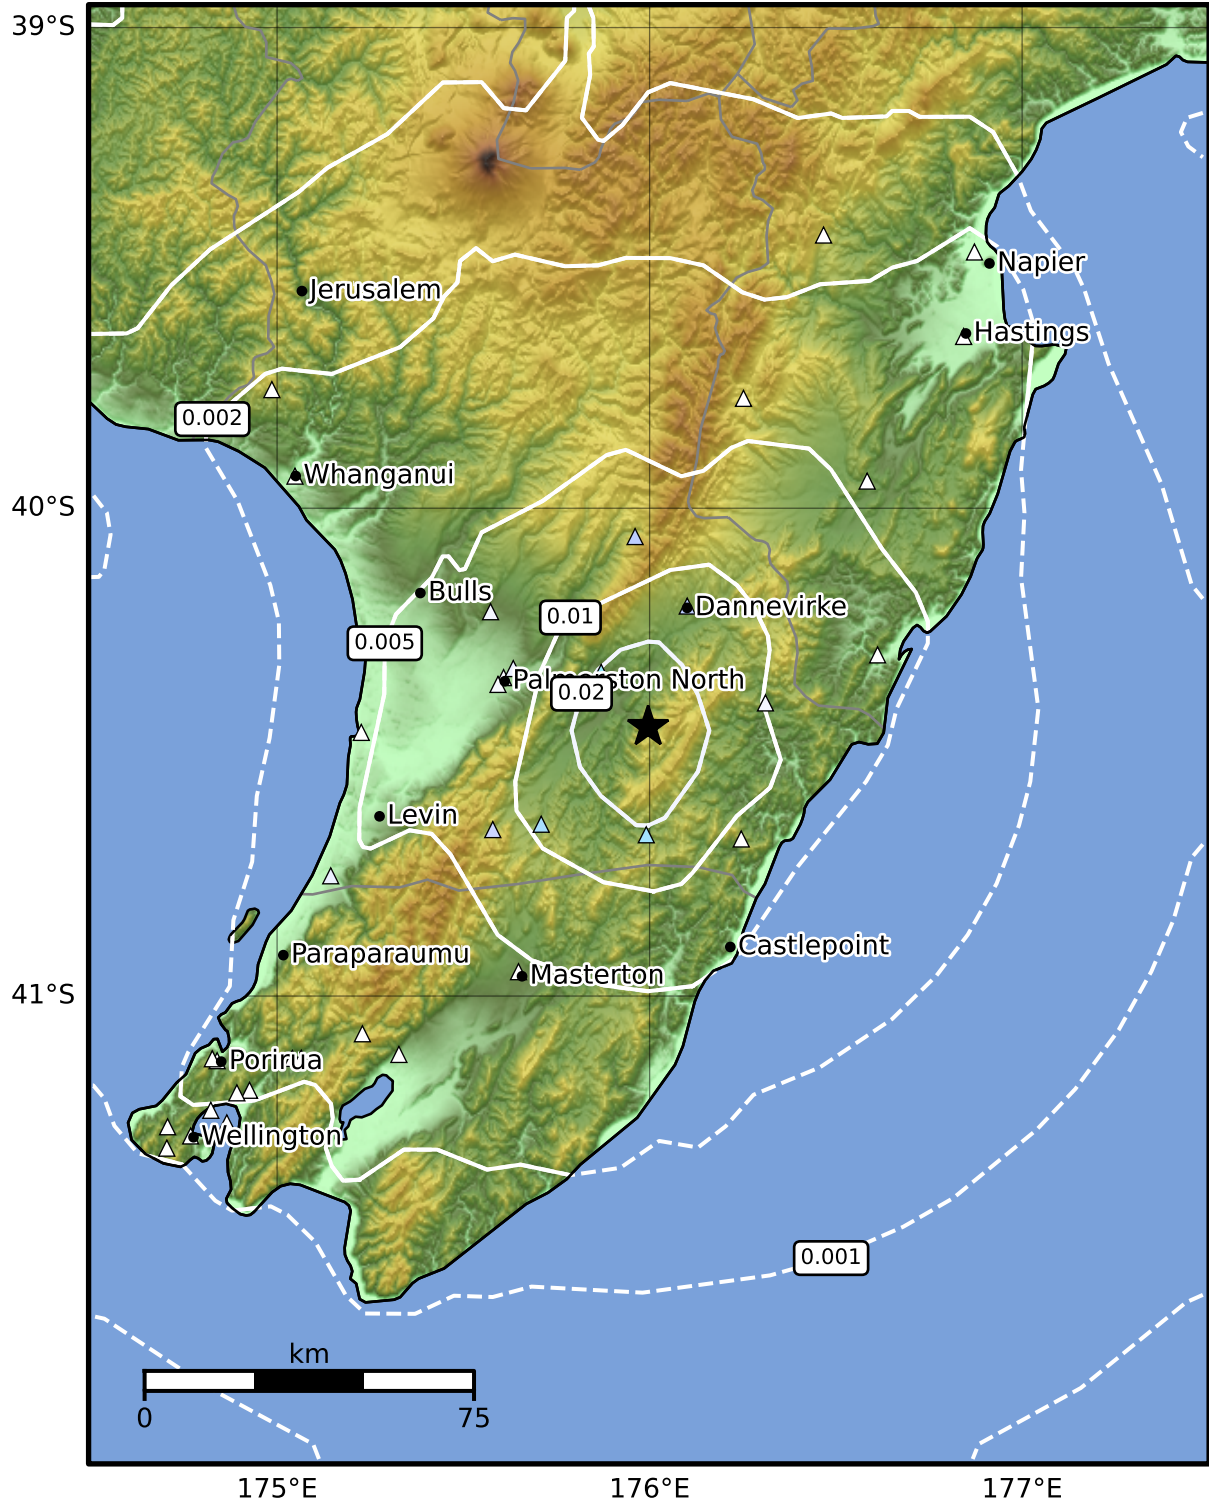 39°S
Napier
Jerusalem
Hastings
0.002
Whanganui
40°S
Bulls
Dannevirke
0.01
0.005
Palmerston North
0.02
Levin
Castlepoint
Paraparaumu
Masterton
41°S
Porirua
Wellington
0.001
km
0 75
175°E 176°E 177°E